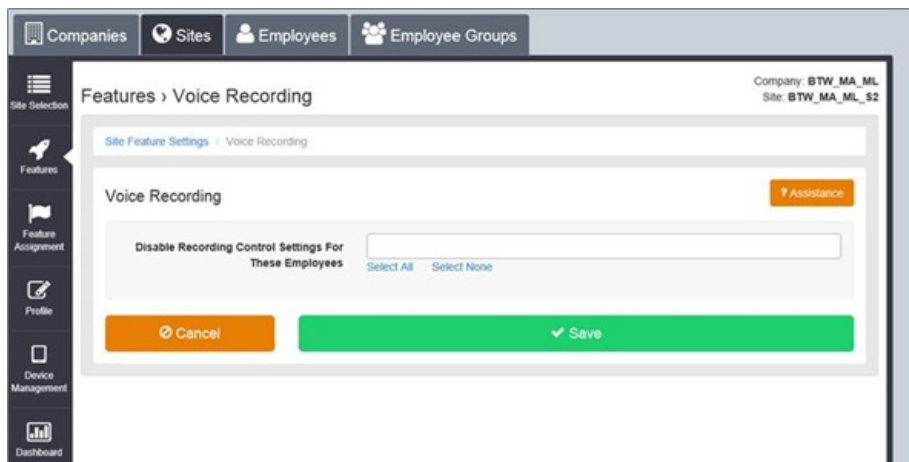 Companies
Sites
Employees
Employee Groups
Site Selection
Features
Feature
Assignment
Profile
Device
Management
Dashboard
Features › Voice Recording
Company: BTW_MA_ML
Site: BTW_MA_ML_S2
Site Feature Settings / Voice Recording
Voice Recording
? Assistance
Disable Recording Control Settings For
These Employees
Select All Select None
Cancel
Save